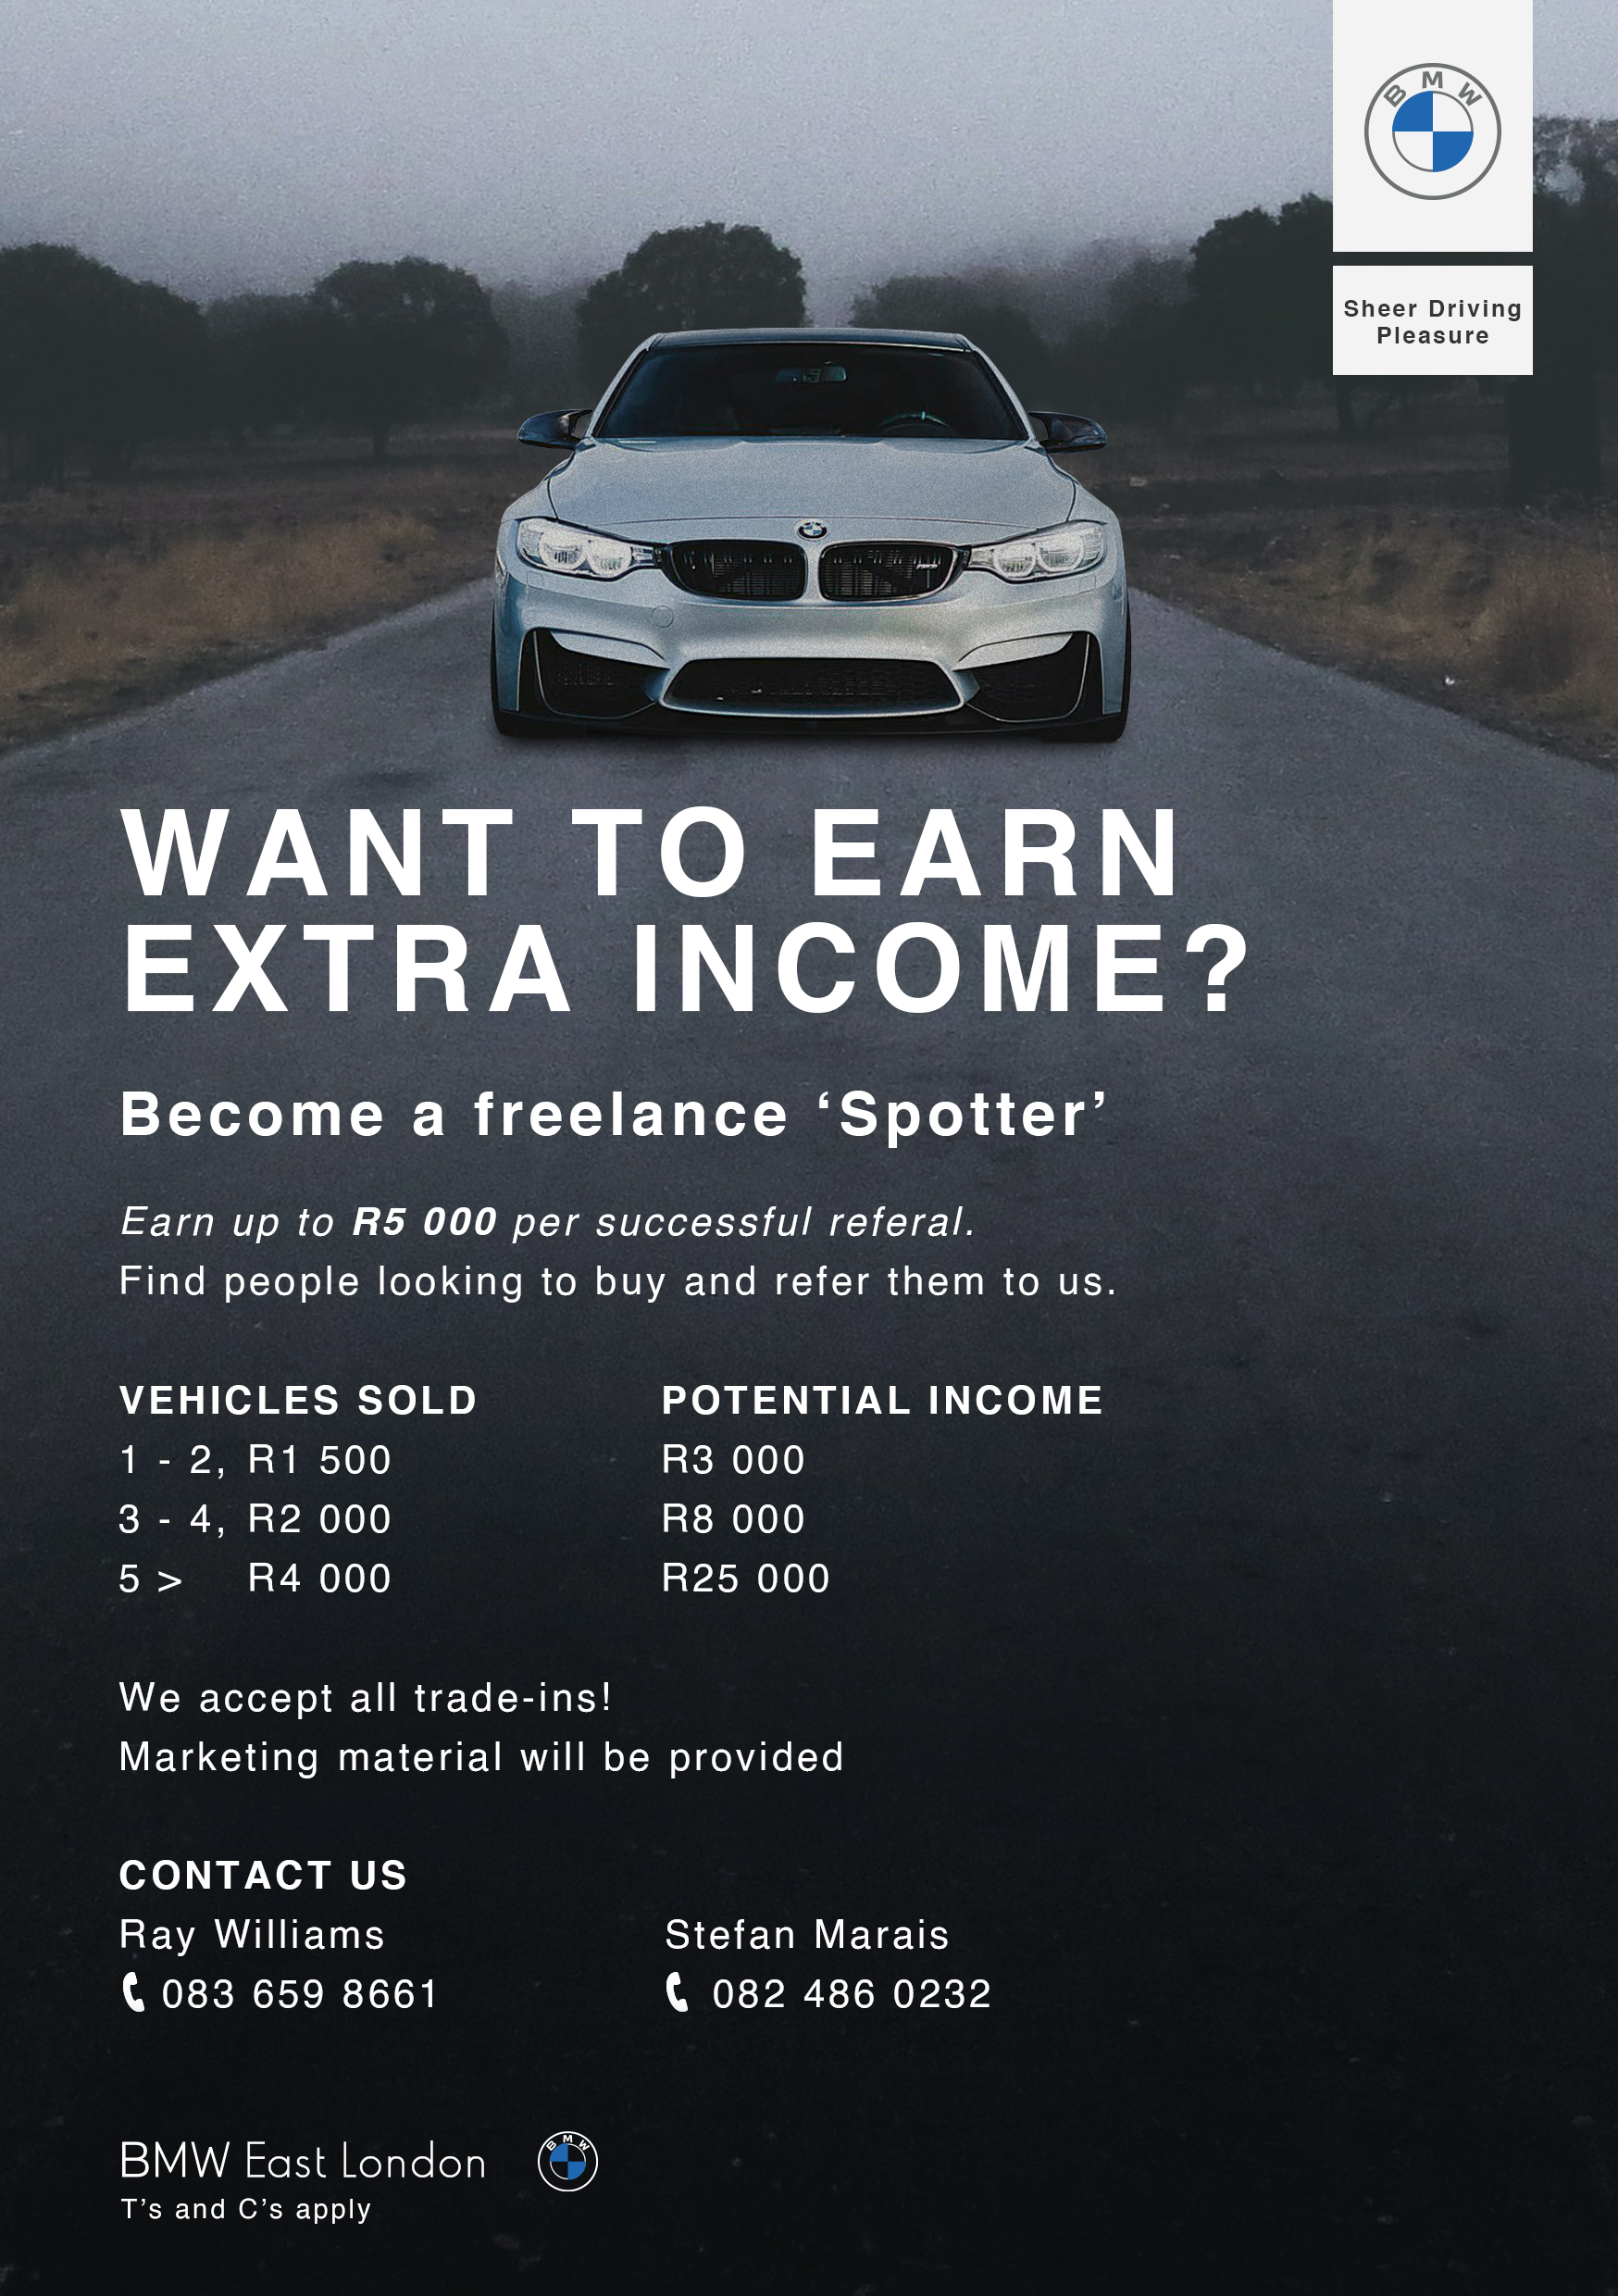 B M W
Sheer Driving
Pleasure
WANT TO EARN
EXTRA INCOME?
Become a freelance ‘Spotter’
Earn up to R5 000 per successful referal.
Find people looking to buy and refer them to us.
VEHICLES SOLD POTENTIAL INCOME
1 - 2, R1 500 R3 000
3 - 4, R2 000 R8 000
5 > R4 000 R25 000
We accept all trade-ins!
Marketing material will be provided
CONTACT US
Ray Williams Stefan Marais
083 659 8661 082 486 0232
BMW East London BMW
T’s and C’s apply